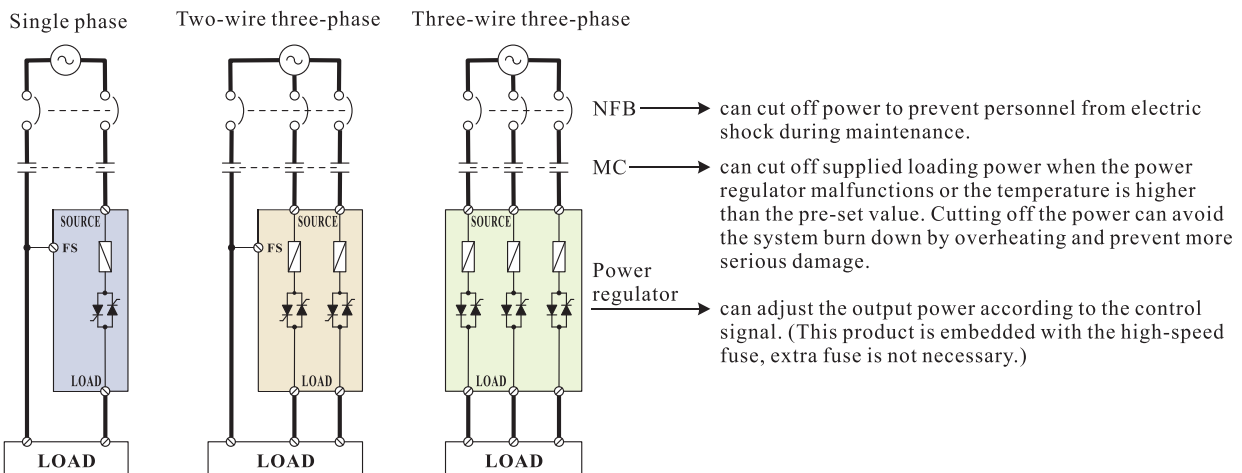 Single phase
Two-wire three-phase
Three-wire three-phase
NFB
can cut off power to prevent personnel from electric
shock during maintenance.
MC
can cut off supplied loading power when the power
regulator malfunctions or the temperature is higher
than the pre-set value. Cutting off the power can avoid
the system burn down by overheating and prevent more
serious damage.
Power
regulator
can adjust the output power according to the control
signal. (This product is embedded with the high-speed
fuse, extra fuse is not necessary.)
SOURCE
FS
LOAD
LOAD
SOURCE
FS
LOAD
LOAD
SOURCE
LOAD
LOAD